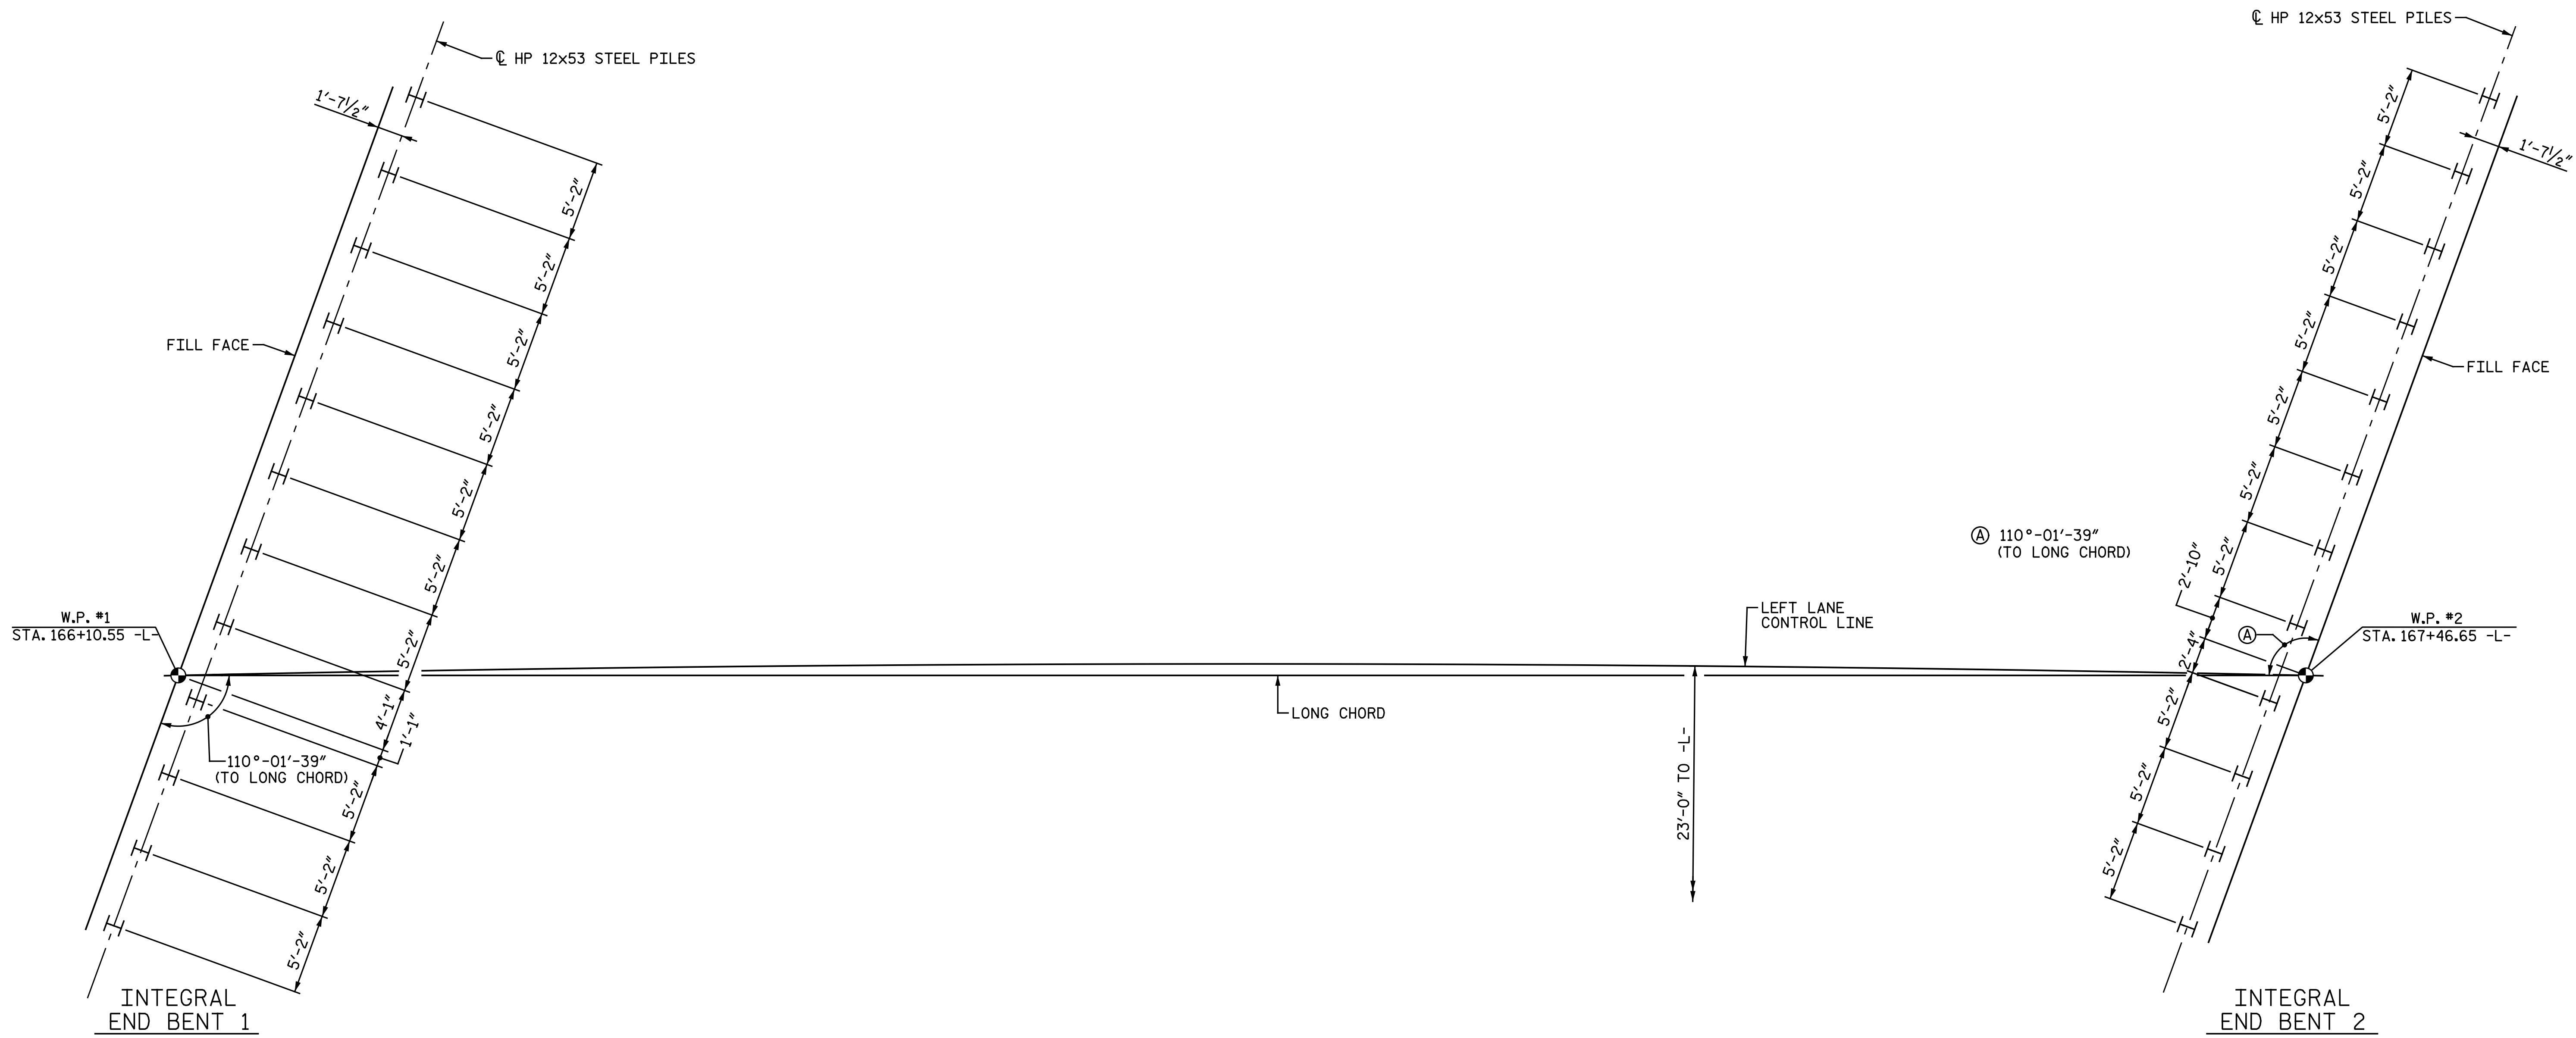 ℄ HP 12x53 STEEL PILES
℄ HP 12x53 STEEL PILES
1'-7½"
1'-7½"
5'-2"
5'-2"
5'-2"
5'-2"
5'-2"
5'-2"
5'-2"
4'-1"
1'-1"
5'-2"
5'-2"
5'-2"
FILL FACE
W.P. #1
STA. 166+10.55 -L-
110°-01'-39"
(TO LONG CHORD)
LONG CHORD
LEFT LANE
CONTROL LINE
23'-0" TO -L-
Ⓐ 110°-01'-39"
(TO LONG CHORD)
5'-2"
5'-2"
5'-2"
5'-2"
5'-2"
5'-2"
5'-2"
2'-10"
2'-4"
5'-2"
5'-2"
5'-2"
Ⓐ
FILL FACE
W.P. #2
STA. 167+46.65 -L-
INTEGRAL
END BENT 1
INTEGRAL
END BENT 2